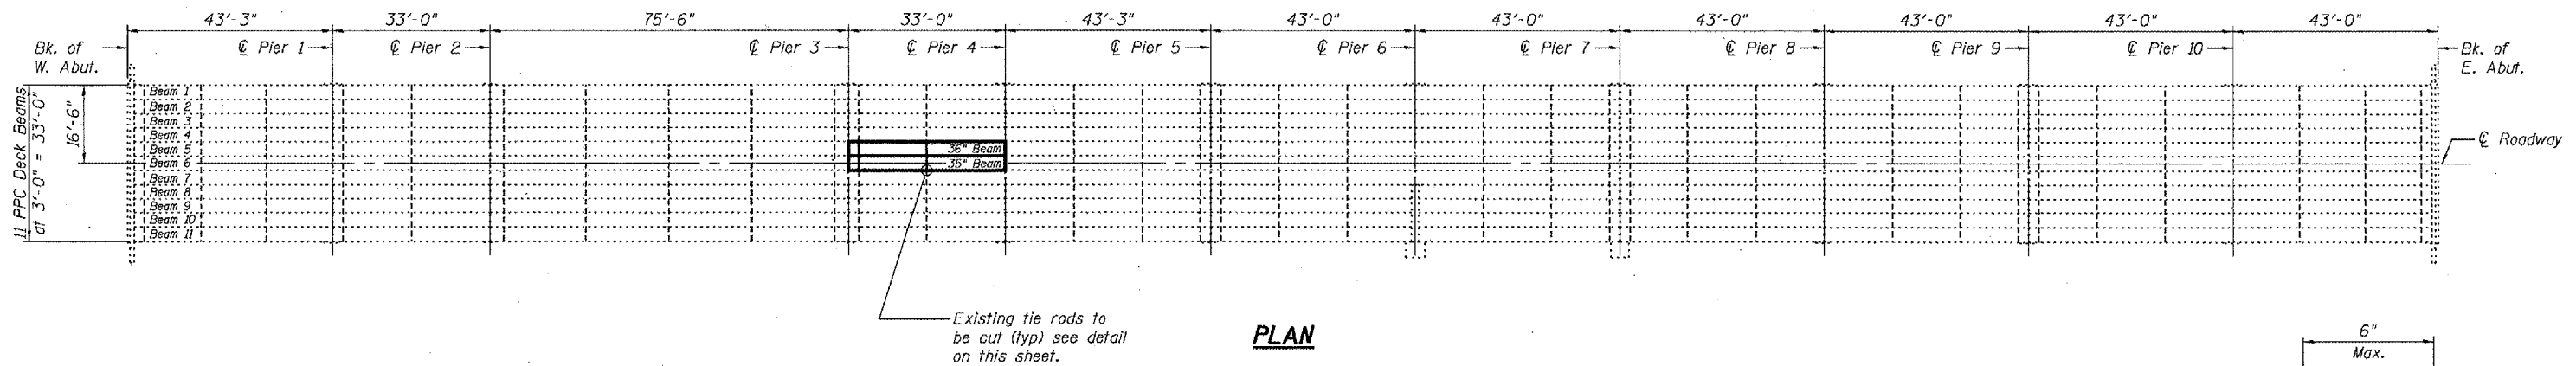 43'-3" 33'-0" 75'-6" 33'-0" 43'-3" 43'-0" 43'-0" 43'-0" 43'-0" 43'-0" 43'-0"
Bk. of
W. Abut.
℄ Pier 1 ℄ Pier 2 ℄ Pier 3 ℄ Pier 4 ℄ Pier 5 ℄ Pier 6 ℄ Pier 7 ℄ Pier 8 ℄ Pier 9 ℄ Pier 10
Bk. of
E. Abut.
11 PPC Deck Beams
at 3'-0" = 33'-0"
16'-6"
Beam 1
Beam 2
Beam 3
Beam 4
Beam 5
Beam 6
Beam 7
Beam 8
Beam 9
Beam 10
Beam 11
36" Beam
35" Beam
℄ Roadway
Existing tie rods to
be cut (typ) see detail
on this sheet.
PLAN
6"
Max.